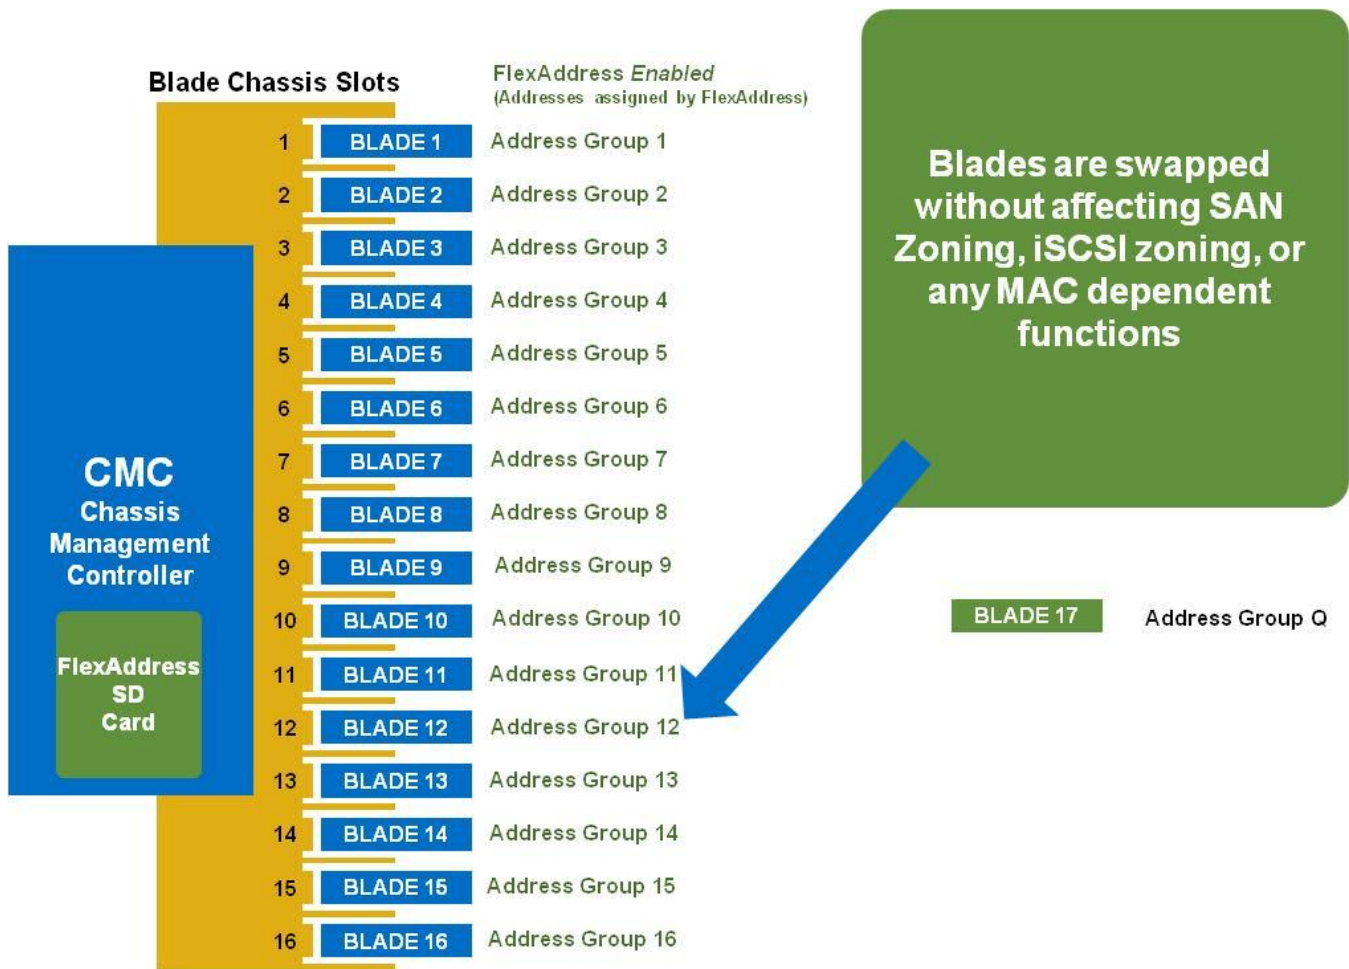 Blade Chassis Slots
FlexAddress Enabled
(Addresses assigned by FlexAddress)
1 BLADE 1 Address Group 1
2 BLADE 2 Address Group 2
3 BLADE 3 Address Group 3
4 BLADE 4 Address Group 4
5 BLADE 5 Address Group 5
6 BLADE 6 Address Group 6
7 BLADE 7 Address Group 7
8 BLADE 8 Address Group 8
9 BLADE 9 Address Group 9
10 BLADE 10 Address Group 10
11 BLADE 11 Address Group 11
12 BLADE 12 Address Group 12
13 BLADE 13 Address Group 13
14 BLADE 14 Address Group 14
15 BLADE 15 Address Group 15
16 BLADE 16 Address Group 16
CMC
Chassis
Management
Controller
FlexAddress
SD
Card
Blades are swapped
without affecting SAN
Zoning, iSCSI zoning, or
any MAC dependent
functions
BLADE 17 Address Group Q